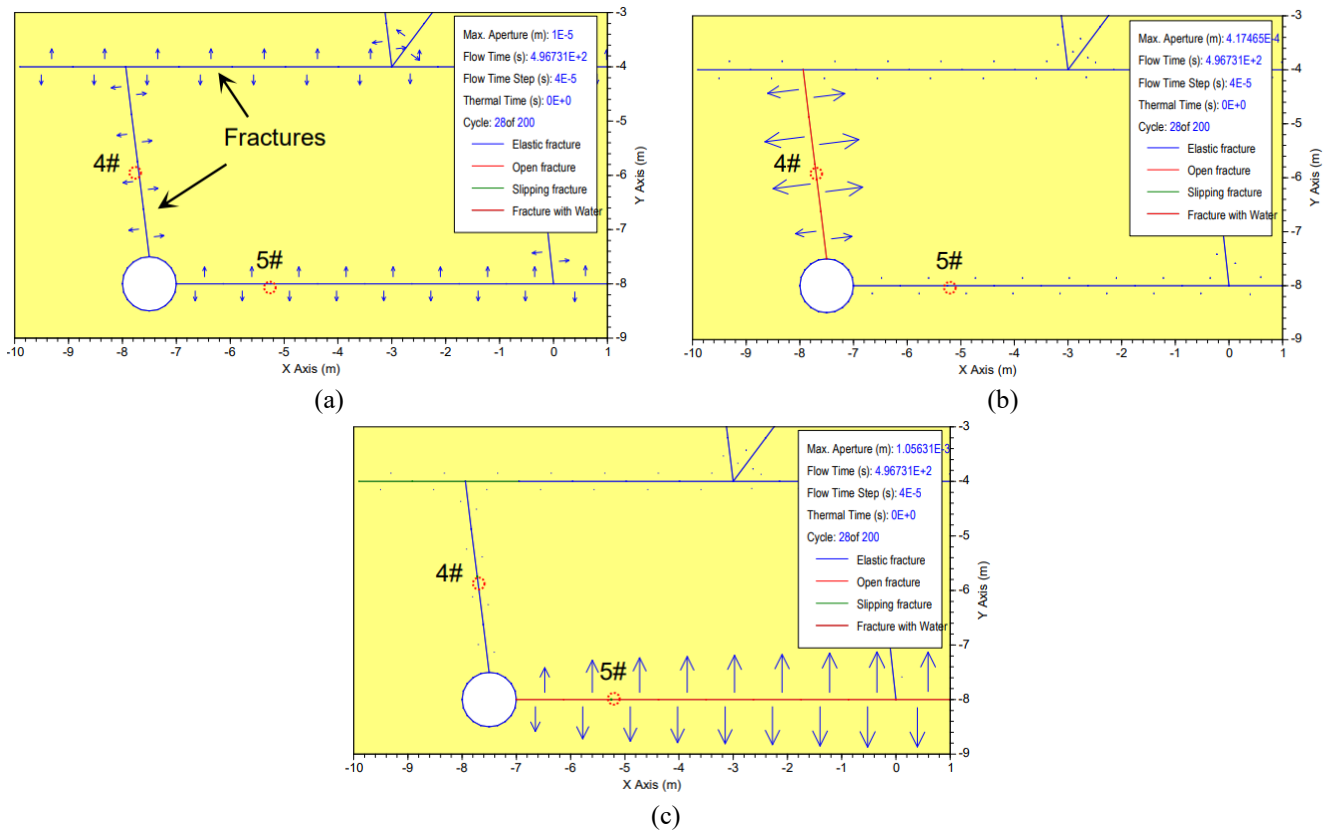 Max. Aperture (m): 1E-5
Flow Time (s): 4.96731E+2
Flow Time Step (s): 4E-5
Thermal Time (s): 0E+0
Cycle: 28of 200
Elastic fracture
Open fracture
Slipping fracture
Fracture with Water
Fractures
4#
5#
-3
-4
-5
-6
-7
-8
-9
Y Axis (m)
-10 -9 -8 -7 -6 -5 -4 -3 -2 -1 0 1
X Axis (m)
(a)
Max. Aperture (m): 4.17465E-4
Flow Time (s): 4.96731E+2
Flow Time Step (s): 4E-5
Thermal Time (s): 0E+0
Cycle: 28of 200
Elastic fracture
Open fracture
Slipping fracture
Fracture with Water
4#
5#
-3
-4
-5
-6
-7
-8
-9
Y Axis (m)
-10 -9 -8 -7 -6 -5 -4 -3 -2 -1 0 1
X Axis (m)
(b)
Max. Aperture (m): 1.05631E-3
Flow Time (s): 4.96731E+2
Flow Time Step (s): 4E-5
Thermal Time (s): 0E+0
Cycle: 28of 200
Elastic fracture
Open fracture
Slipping fracture
Fracture with Water
4#
5#
-3
-4
-5
-6
-7
-8
-9
Y Axis (m)
-10 -9 -8 -7 -6 -5 -4 -3 -2 -1 0 1
X Axis (m)
(c)